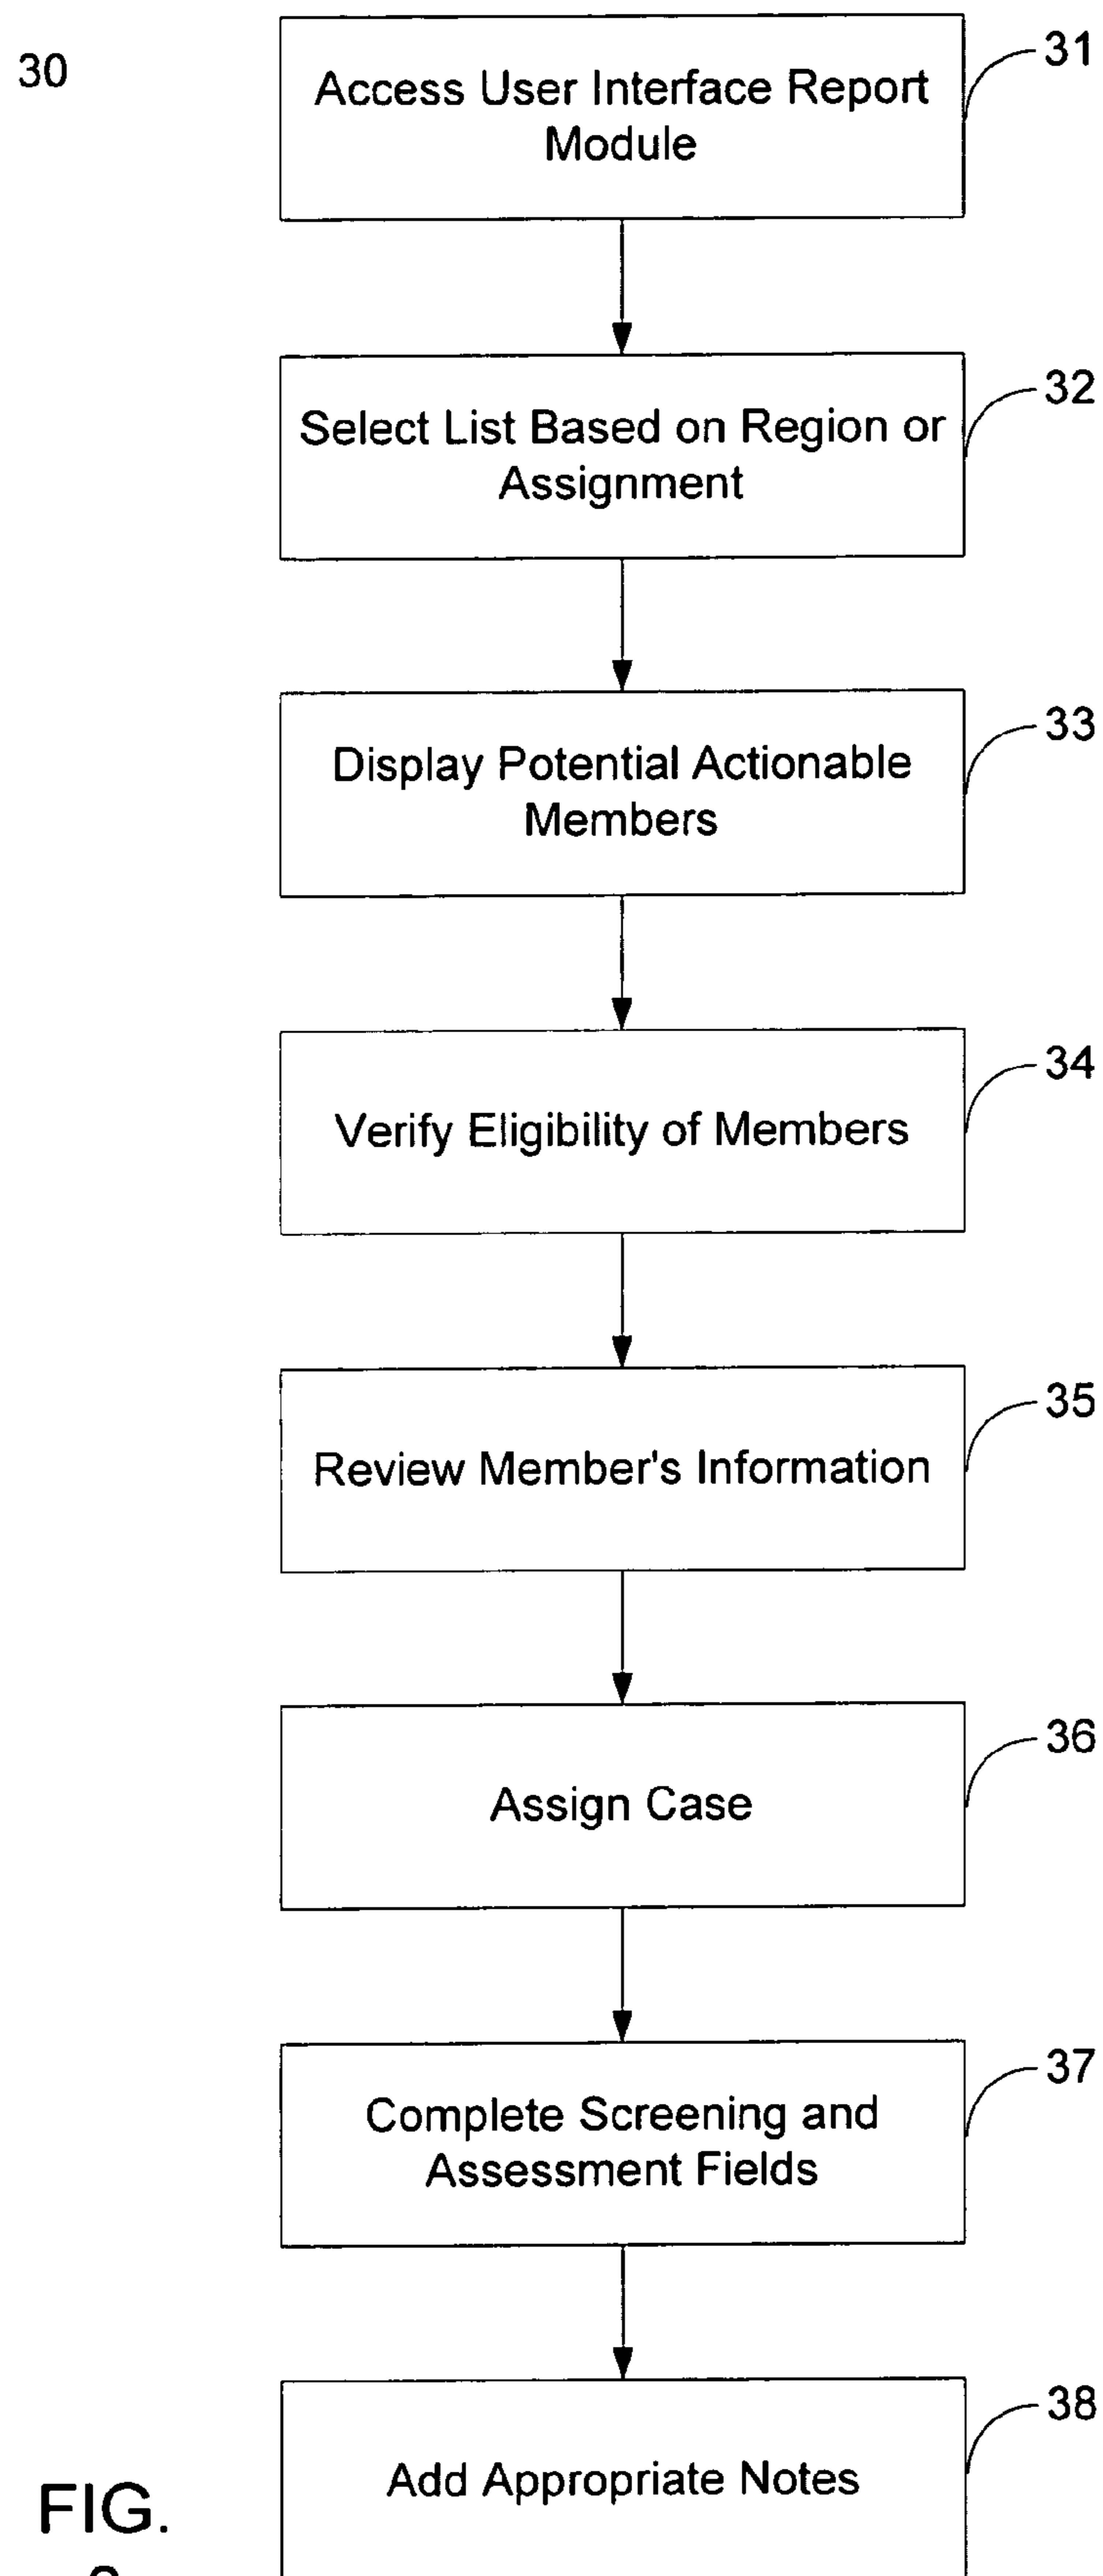 30
31
Access User Interface Report
Module
32
Select List Based on Region or
Assignment
33
Display Potential Actionable
Members
34
Verify Eligibility of Members
35
Review Member's Information
36
Assign Case
37
Complete Screening and
Assessment Fields
38
Add Appropriate Notes
FIG.